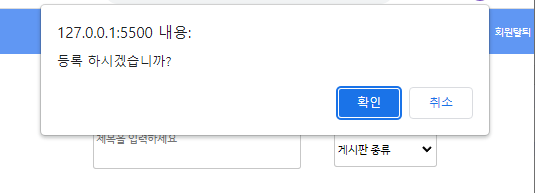 127.0.0.1:5500 내용:
등록 하시겠습니까?
회원탈퇴
확인 취소
제목을 입력하세요
게시판 종류